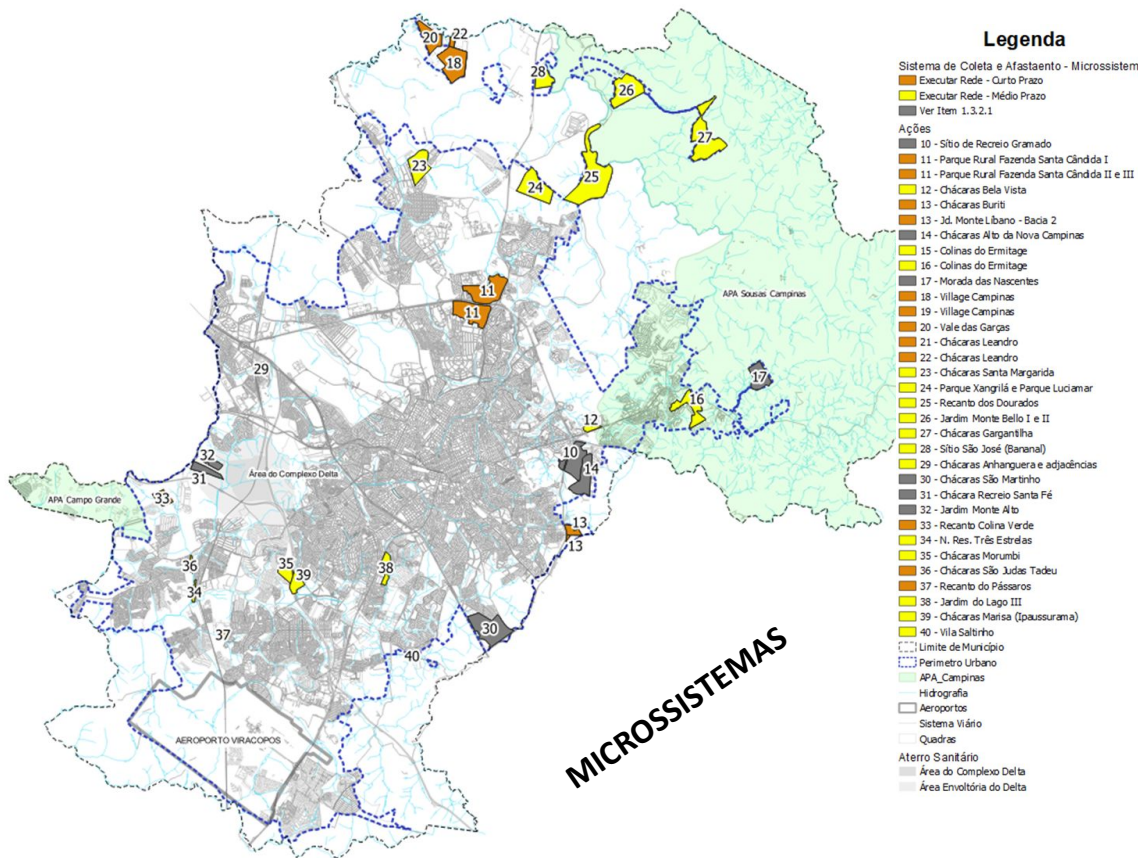 20
22
18
28
26
27
23
24
25
11
11
APA Sousas Campinas
17
29
16
12
32
31
Área do Complexo Delta
10
14
APA Campo Grande
33
13
13
36
34
35
39
38
37
30
40
AEROPORTO VIRACOPOS
MICROSSISTEMAS
Legenda
Sistema de Coleta e Afastaento - Microssistem
Executar Rede - Curto Prazo
Executar Rede - Médio Prazo
Ver Item 1.3.2.1
Ações
10 - Sítio de Recreio Gramado
11 - Parque Rural Fazenda Santa Cândida I
11 - Parque Rural Fazenda Santa Cândida II e III
12 - Chácaras Bela Vista
13 - Chácaras Buriti
13 - Jd. Monte Líbano - Bacia 2
14 - Chácaras Alto da Nova Campinas
15 - Colinas do Ermitage
16 - Colinas do Ermitage
17 - Morada das Nascentes
18 - Village Campinas
19 - Village Campinas
20 - Vale das Garças
21 - Chácaras Leandro
22 - Chácaras Leandro
23 - Chácaras Santa Margarida
24 - Parque Xangrilá e Parque Luciamar
25 - Recanto dos Dourados
26 - Jardim Monte Bello I e II
27 - Chácaras Gargantilha
28 - Sítio São José (Bananal)
29 - Chácaras Anhanguera e adjacências
30 - Chácaras São Martinho
31 - Chácara Recreio Santa Fé
32 - Jardim Monte Alto
33 - Recanto Colina Verde
34 - N. Res. Três Estrelas
35 - Chácaras Morumbi
36 - Chácaras São Judas Tadeu
37 - Recanto do Pássaros
38 - Jardim do Lago III
39 - Chácaras Marisa (Ipaussurama)
40 - Vila Saltinho
Limite de Município
Perimetro Urbano
APA_Campinas
Hidrografia
Aeroportos
Sistema Viário
Quadras
Aterro Sanitário
Área do Complexo Delta
Área Envoltória do Delta